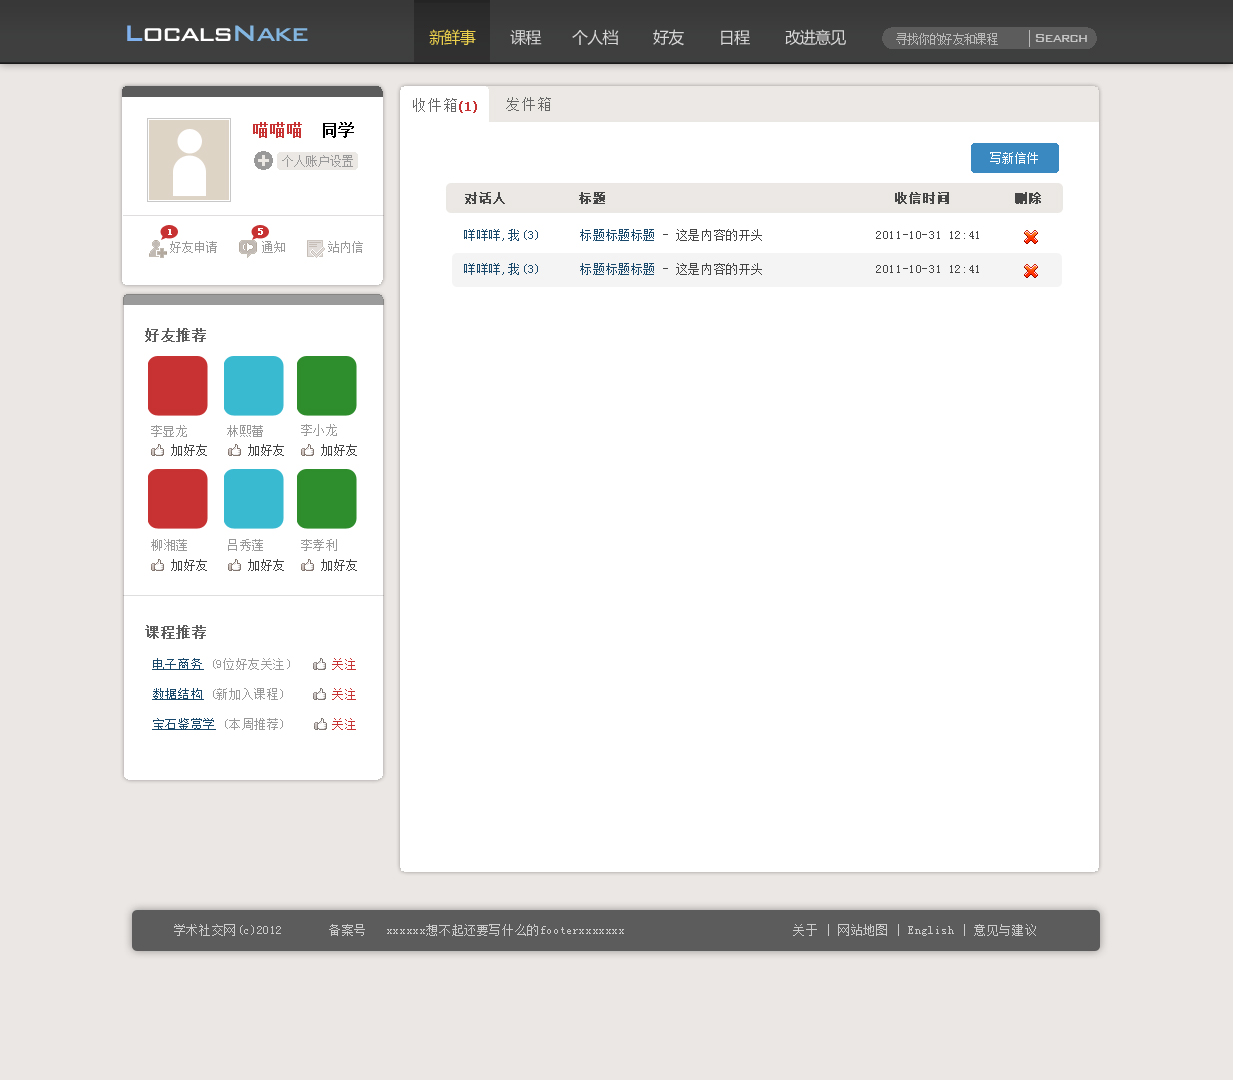 LOCALSNAKE
新鲜事 课程 个人档 好友 日程 改进意见
寻找你的好友和课程 SEARCH
喵喵喵 同学
个人账户设置
1 5
好友申请 通知 站内信
好友推荐
李显龙 林熙蕾 李小龙
加好友 加好友 加好友
柳湘莲 吕秀莲 李孝利
加好友 加好友 加好友
课程推荐
电子商务 (9位好友关注) 关注
数据结构 (新加入课程) 关注
宝石鉴赏学 (本周推荐) 关注
收件箱(1) 发件箱
写新信件
对话人 标题 收信时间 删除
咩咩咩,我(3) 标题标题标题 - 这是内容的开头 2011-10-31 12:41
咩咩咩,我(3) 标题标题标题 - 这是内容的开头 2011-10-31 12:41
学术社交网(c)2012 备案号 xxxxxx想不起还要写什么的footerxxxxxxx 关于 | 网站地图 | English | 意见与建议